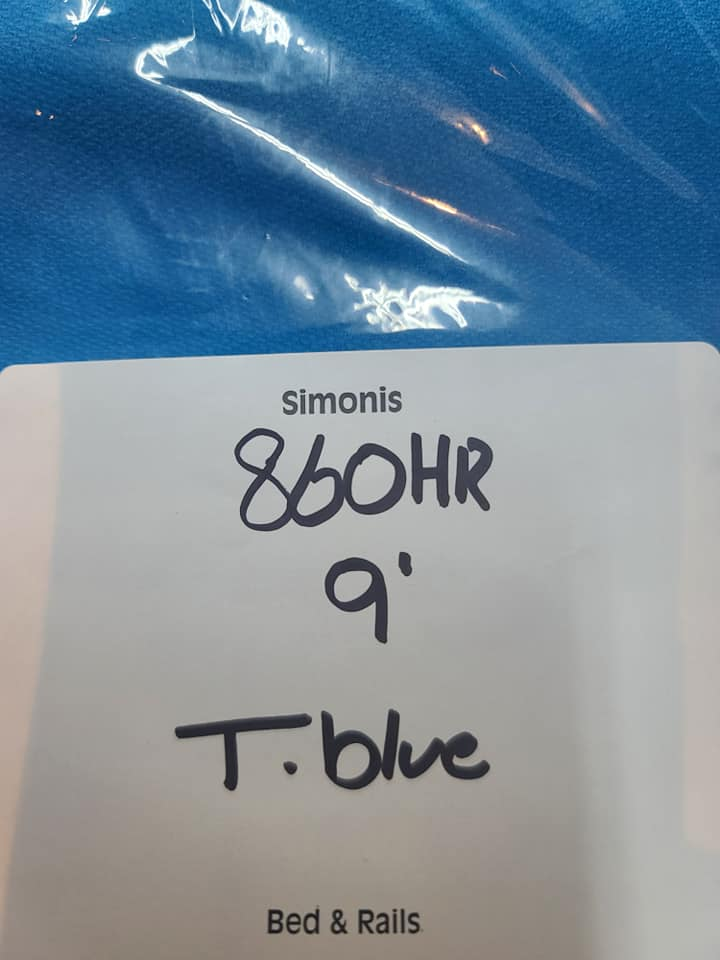 Simonis
860HR
9'
T.blue
Bed & Rails